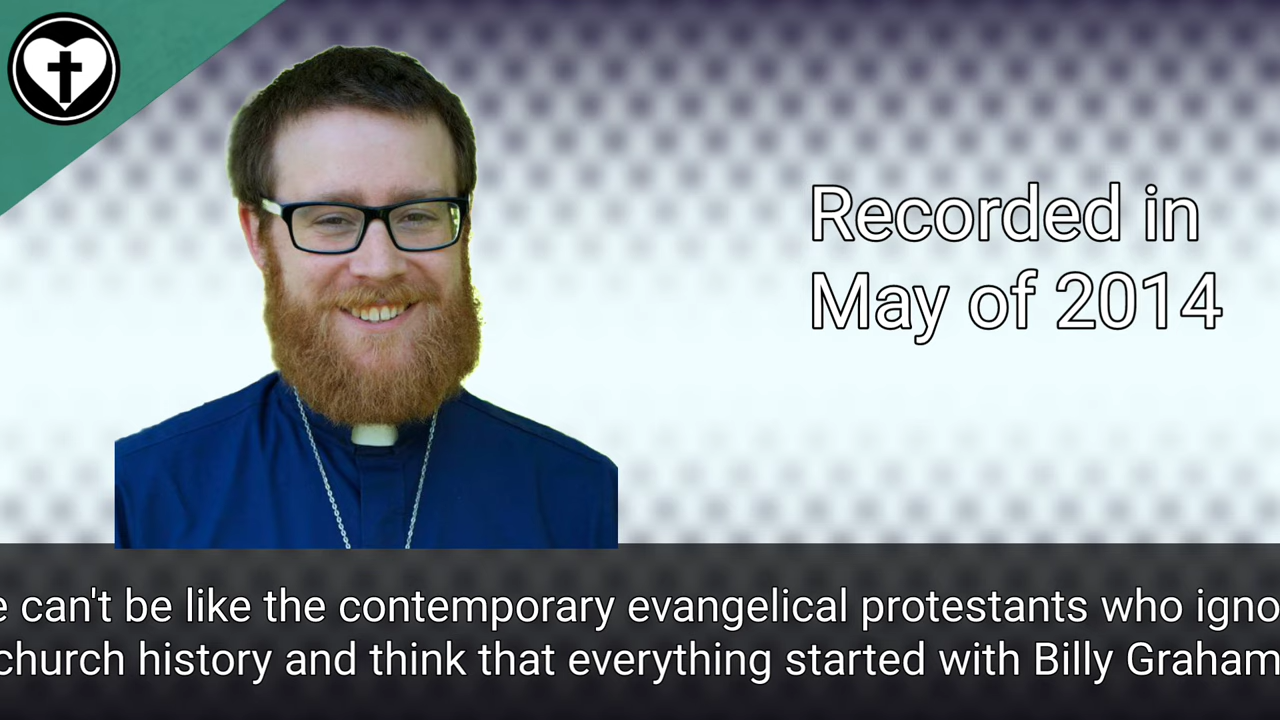 Recorded in
May of 2014
can't be like the contemporary evangelical protestants who
church history and think that everything started with Billy Graham